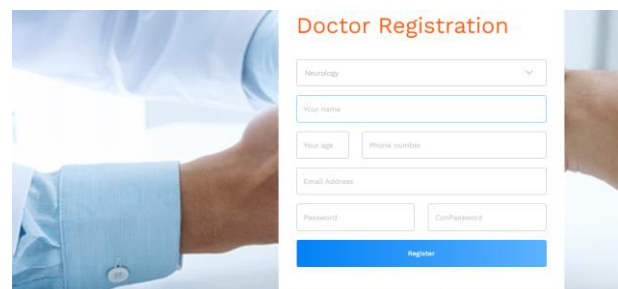 Doctor Registration
Neurology
Your name
Your age
Phone number
Email Address
Password
ConPassword
Register